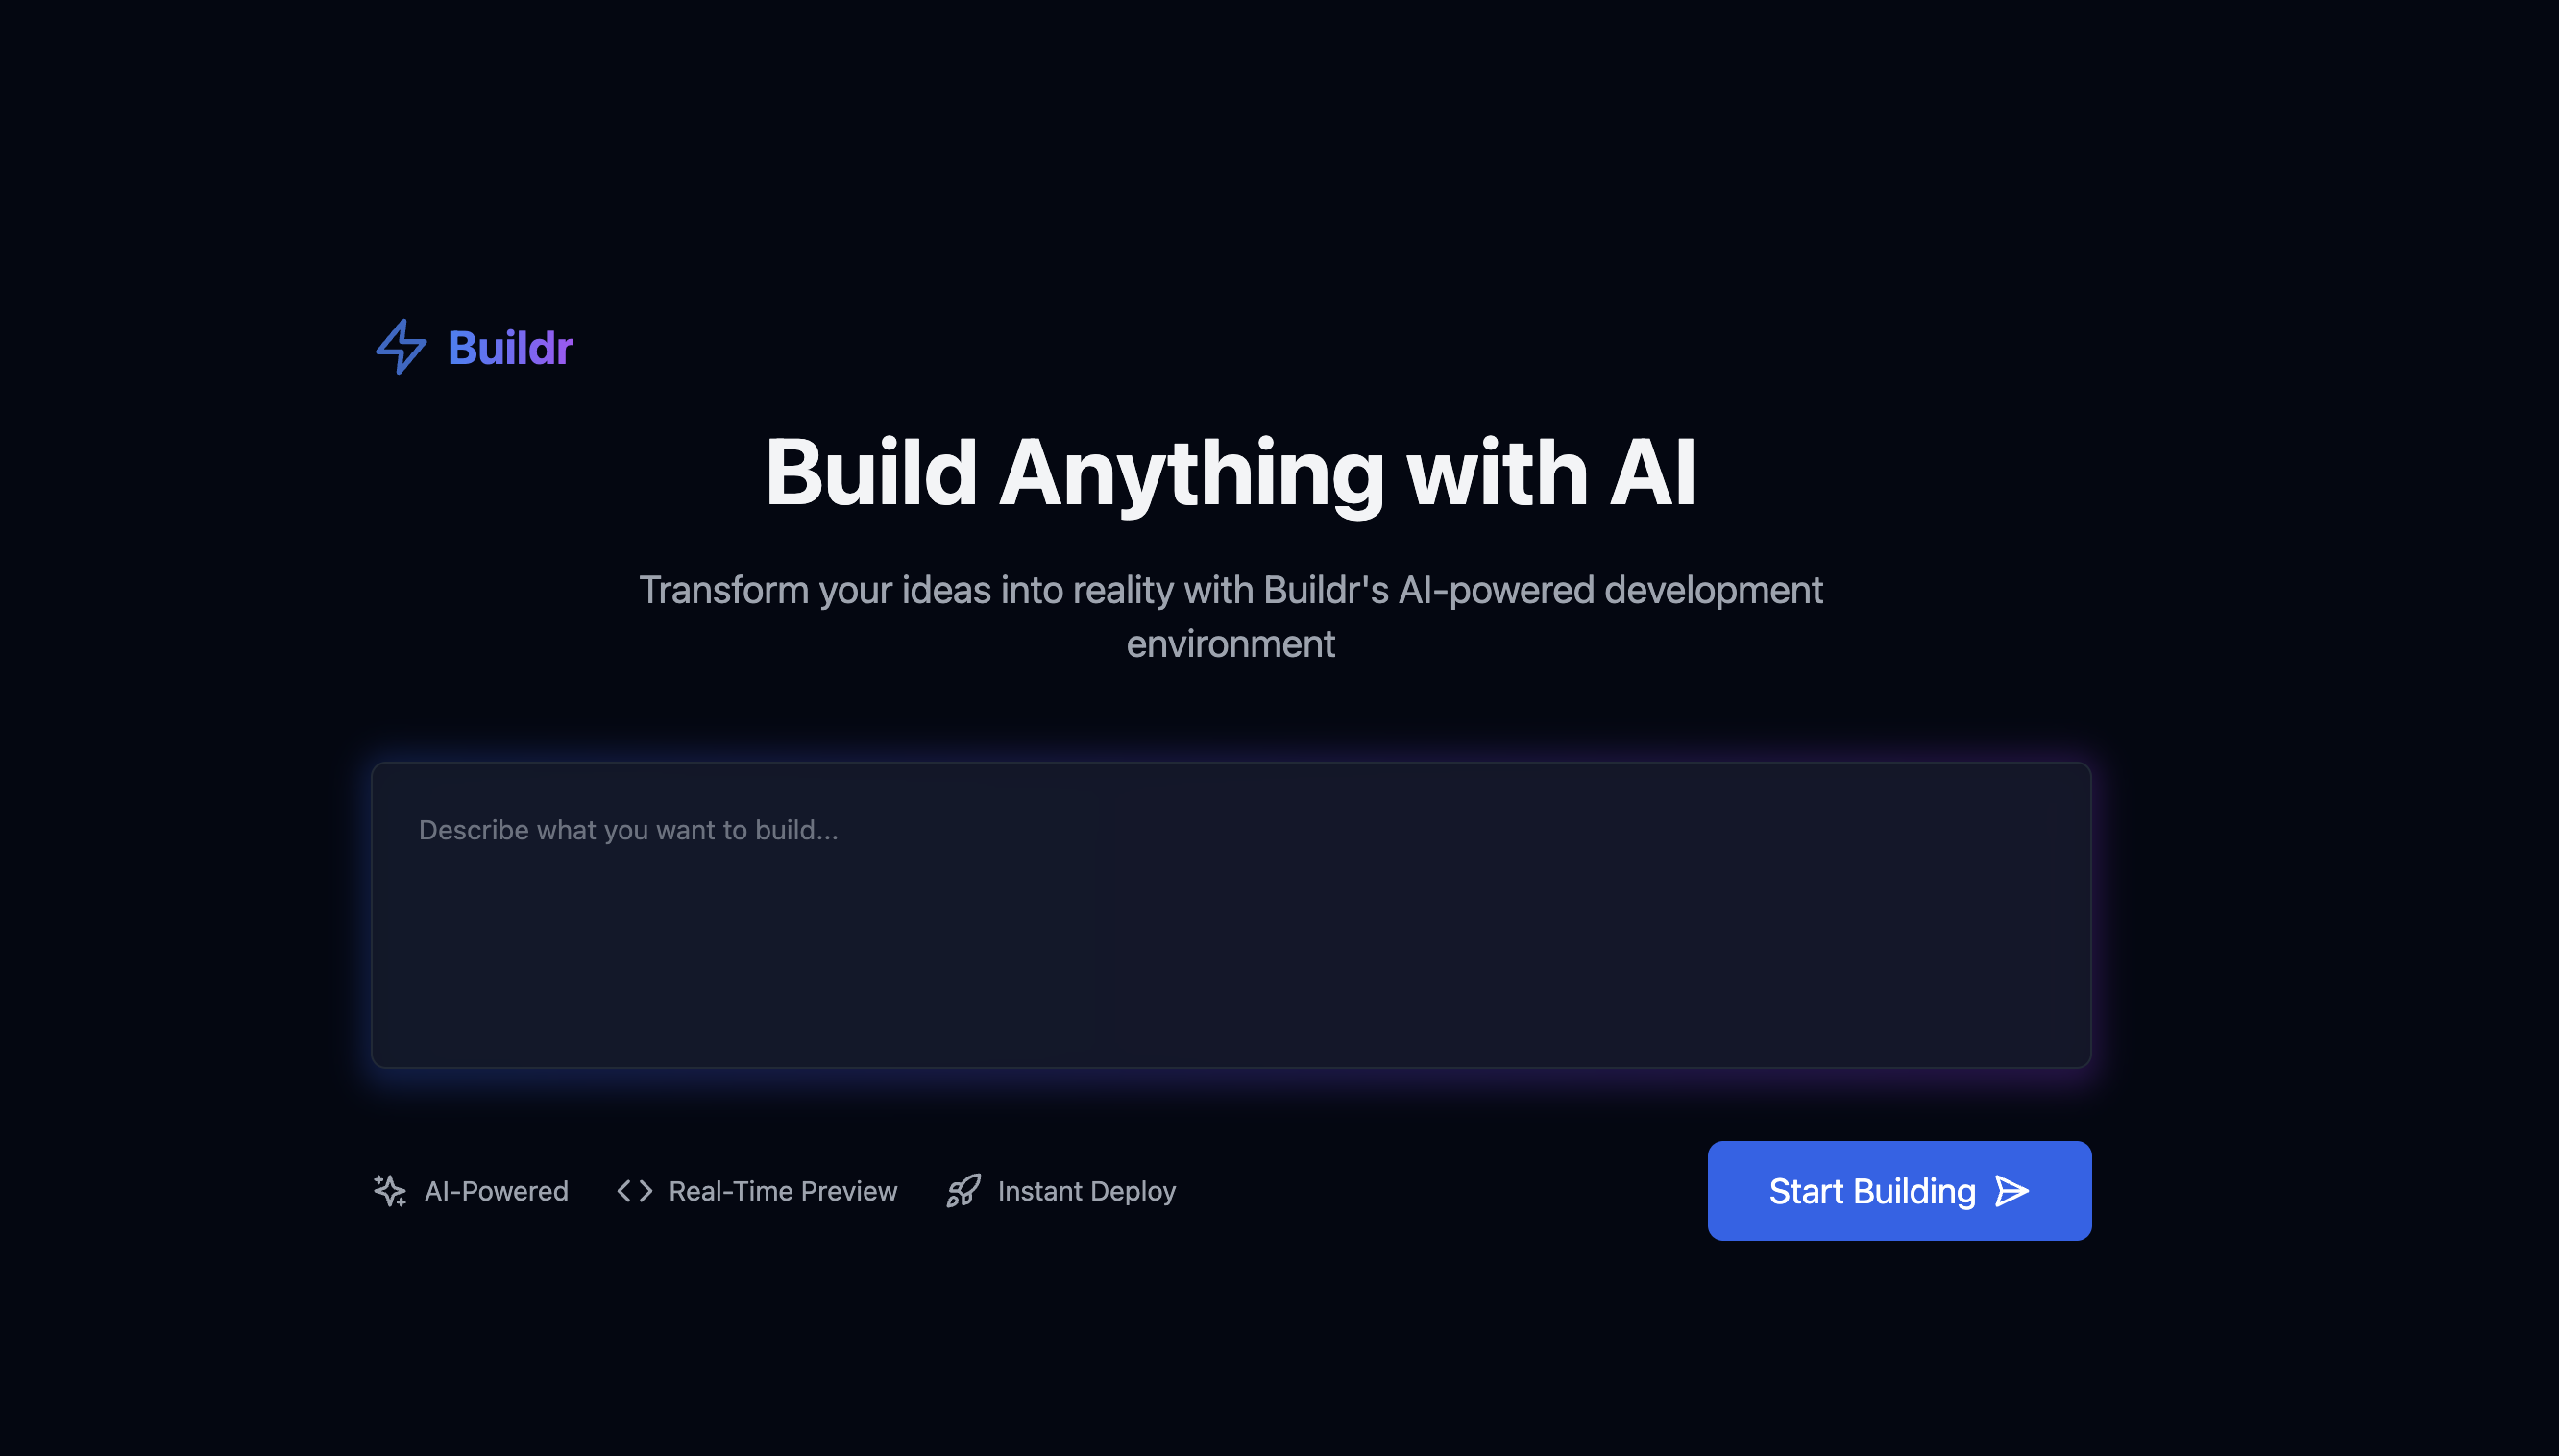 Buildr
Build Anything with AI
Transform your ideas into reality with Buildr's AI-powered development
environment
Describe what you want to build...
AI-Powered
Real-Time Preview
Instant Deploy
Start Building